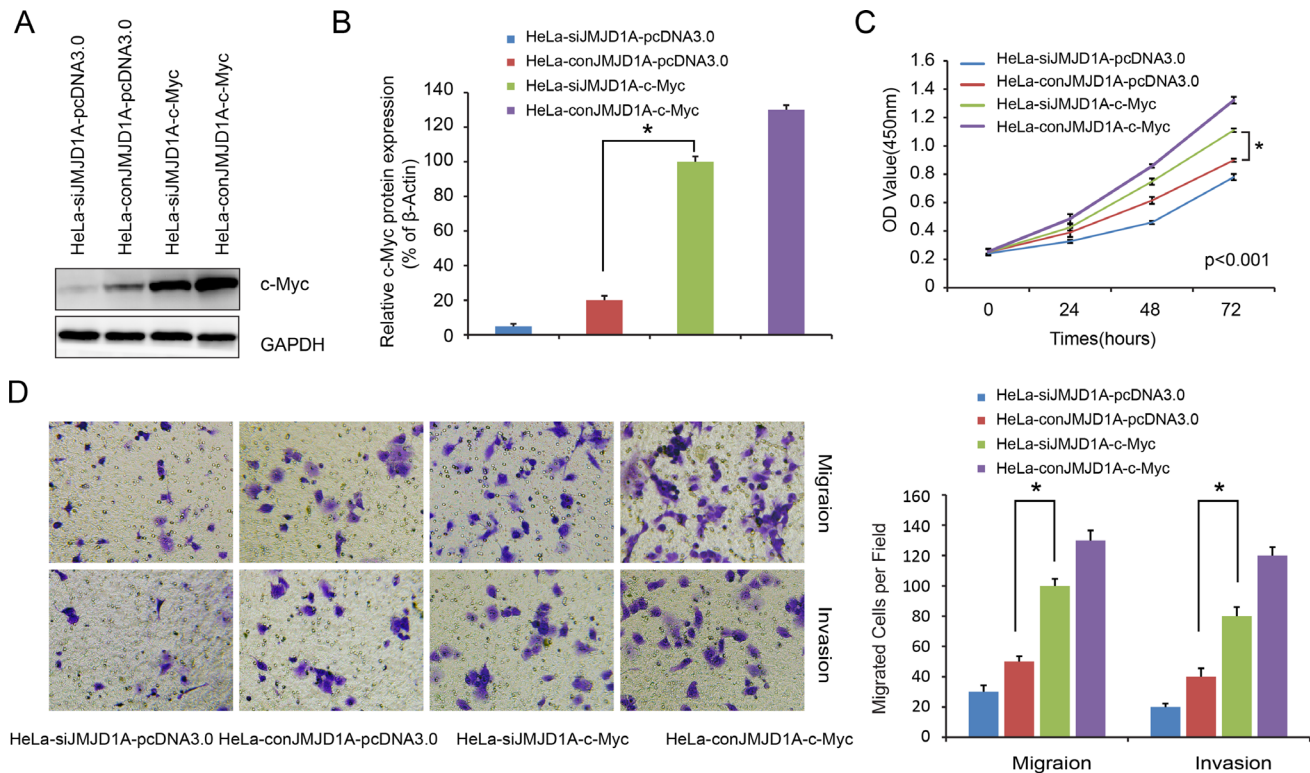 A
HeLa-siJMJD1A-pcDNA3.0
HeLa-conJMJD1A-pcDNA3.0
HeLa-siJMJD1A-c-Myc
HeLa-conJMJD1A-c-Myc
c-Myc
GAPDH
B
HeLa-siJMJD1A-pcDNA3.0
HeLa-conJMJD1A-pcDNA3.0
HeLa-siJMJD1A-c-Myc
HeLa-conJMJD1A-c-Myc
Relative c-Myc protein expression
(% of β-Actin)
140
120
100
80
60
40
20
0
*
C
HeLa-siJMJD1A-pcDNA3.0
HeLa-conJMJD1A-pcDNA3.0
HeLa-siJMJD1A-c-Myc
HeLa-conJMJD1A-c-Myc
OD Value(450nm)
1.6
1.4
1.2
1.0
0.8
0.6
0.4
0.2
0
*
p<0.001
0 24 48 72
Times(hours)
D
Migraion
Invasion
HeLa-siJMJD1A-pcDNA3.0 HeLa-conJMJD1A-pcDNA3.0 HeLa-siJMJD1A-c-Myc HeLa-conJMJD1A-c-Myc
HeLa-siJMJD1A-pcDNA3.0
HeLa-conJMJD1A-pcDNA3.0
HeLa-siJMJD1A-c-Myc
HeLa-conJMJD1A-c-Myc
Migrated Cells per Field
160
140
120
100
80
60
40
20
0
* *
Migraion Invasion